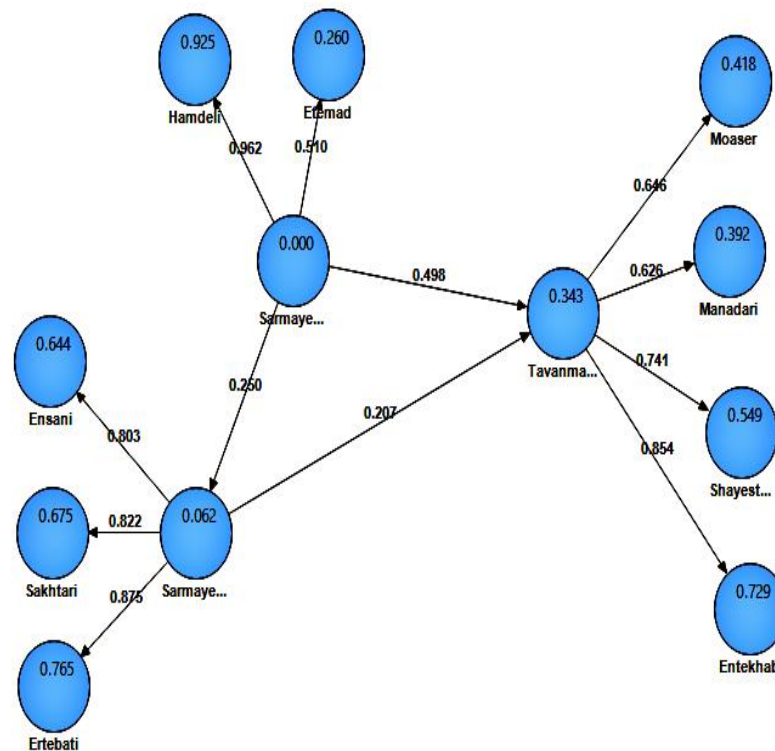 0.925
Hamdeli
0.260
Etemad
0.962
0.510
0.418
Moaser
0.646
0.000
Sarmaye...
0.498
0.392
Manadari
0.626
0.343
Tavanma...
0.644
Ensani
0.250
0.207
0.741
0.549
Shayest...
0.803
0.854
0.675
Sakhtari
0.822
0.062
Sarmaye...
0.875
0.729
Entekhab
0.765
Ertebati